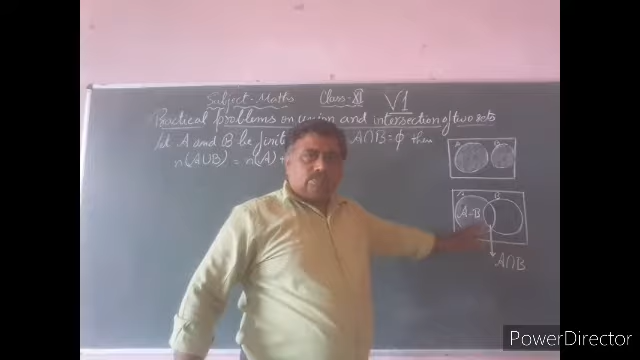 Subject - Maths Class - XI V1
Practical problems on union and intersection of two sets
Let A and B be finite A∩B = ϕ then
n(A∪B) = n(A) +
A B
A B
A-B
A∩B
PowerDirector